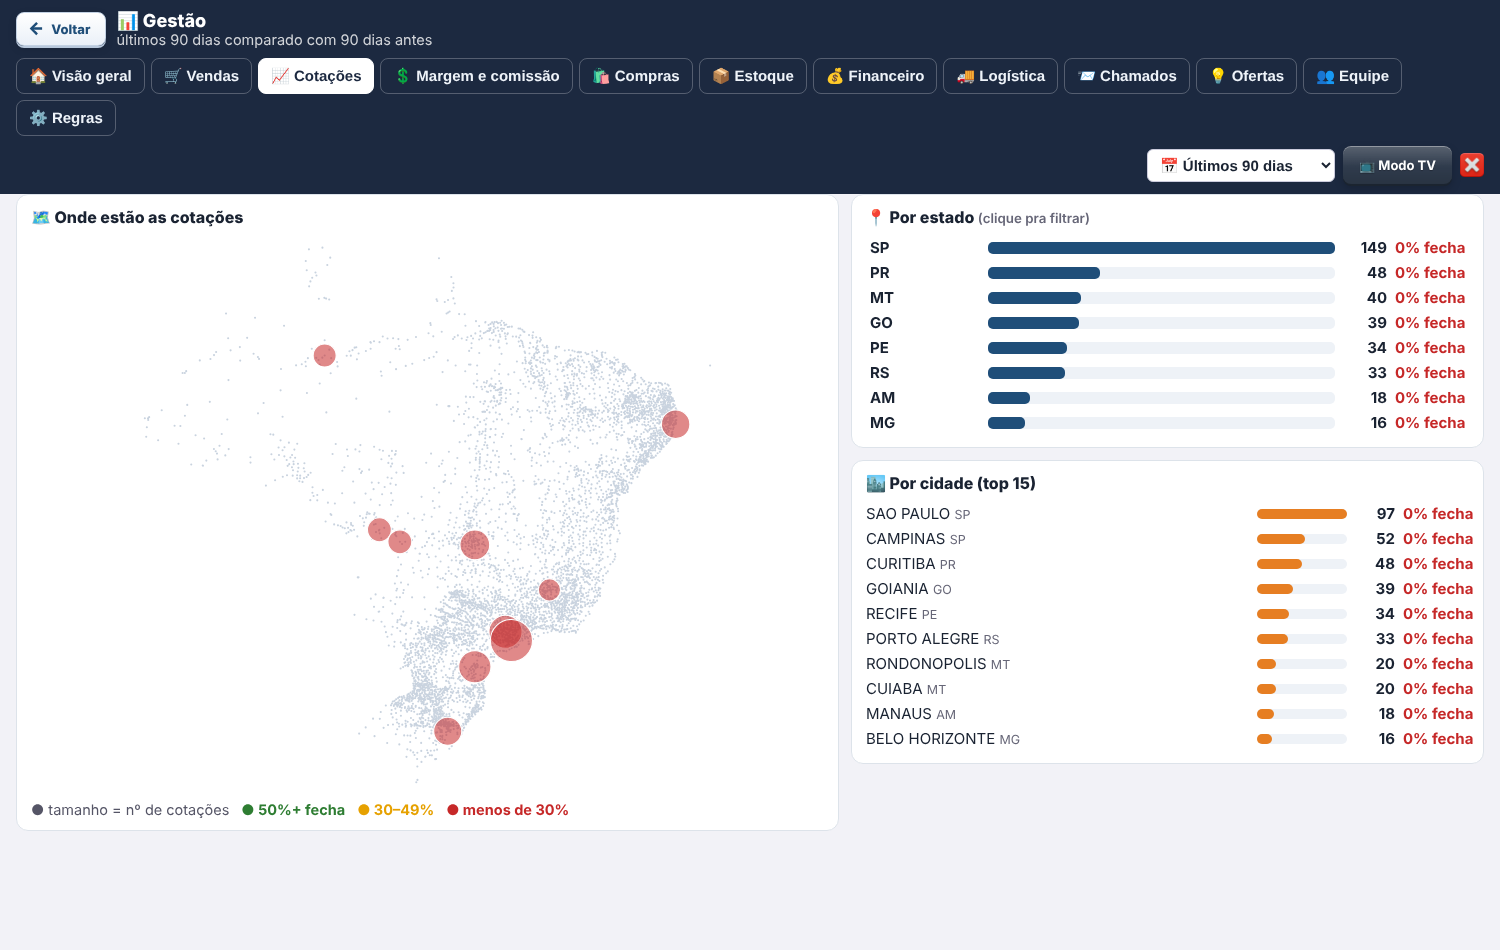 ← Voltar
📊 Gestão
últimos 90 dias comparado com 90 dias antes
🏠 Visão geral
🛒 Vendas
📈 Cotações
💲 Margem e comissão
🛍️ Compras
📦 Estoque
💰 Financeiro
🚚 Logística
📨 Chamados
💡 Ofertas
👥 Equipe
⚙️ Regras
📅 Últimos 90 dias
📺 Modo TV
❌
🗺️ Onde estão as cotações
tamanho = nº de cotações
50%+ fecha
30–49%
menos de 30%
📍 Por estado (clique pra filtrar)
SP 149 0% fecha
PR 48 0% fecha
MT 40 0% fecha
GO 39 0% fecha
PE 34 0% fecha
RS 33 0% fecha
AM 18 0% fecha
MG 16 0% fecha
🏙️ Por cidade (top 15)
SAO PAULO SP 97 0% fecha
CAMPINAS SP 52 0% fecha
CURITIBA PR 48 0% fecha
GOIANIA GO 39 0% fecha
RECIFE PE 34 0% fecha
PORTO ALEGRE RS 33 0% fecha
RONDONOPOLIS MT 20 0% fecha
CUIABA MT 20 0% fecha
MANAUS AM 18 0% fecha
BELO HORIZONTE MG 16 0% fecha